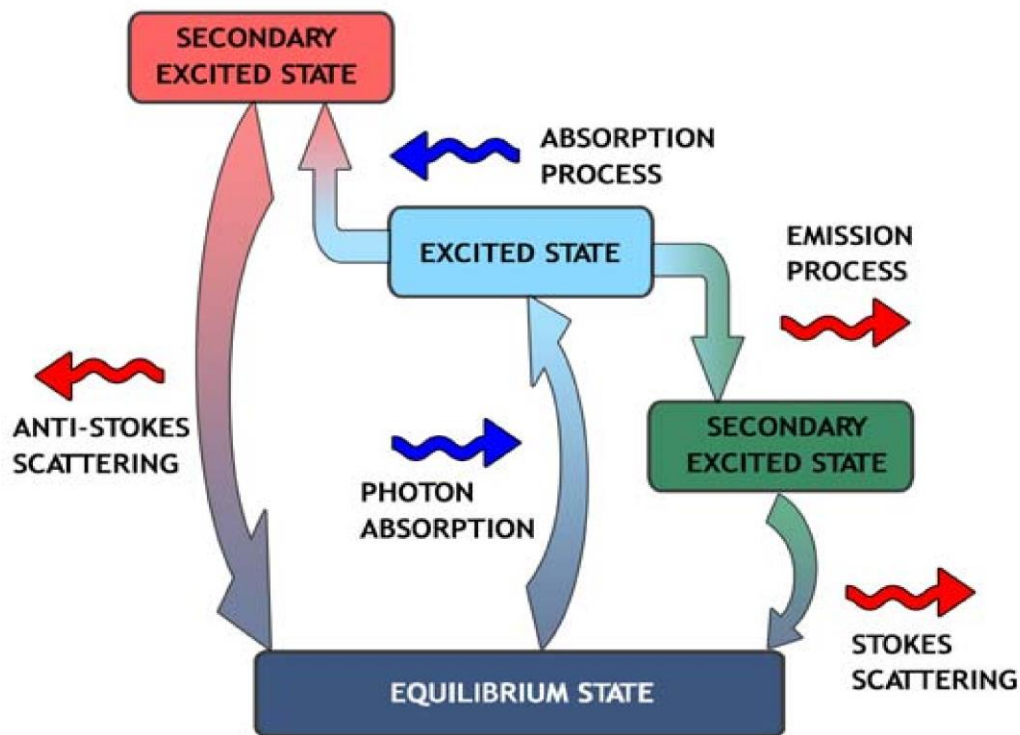 SECONDARY
EXCITED STATE
ABSORPTION
PROCESS
EXCITED STATE
EMISSION
PROCESS
ANTI-STOKES
SCATTERING
PHOTON
ABSORPTION
SECONDARY
EXCITED STATE
STOKES
SCATTERING
EQUILIBRIUM STATE